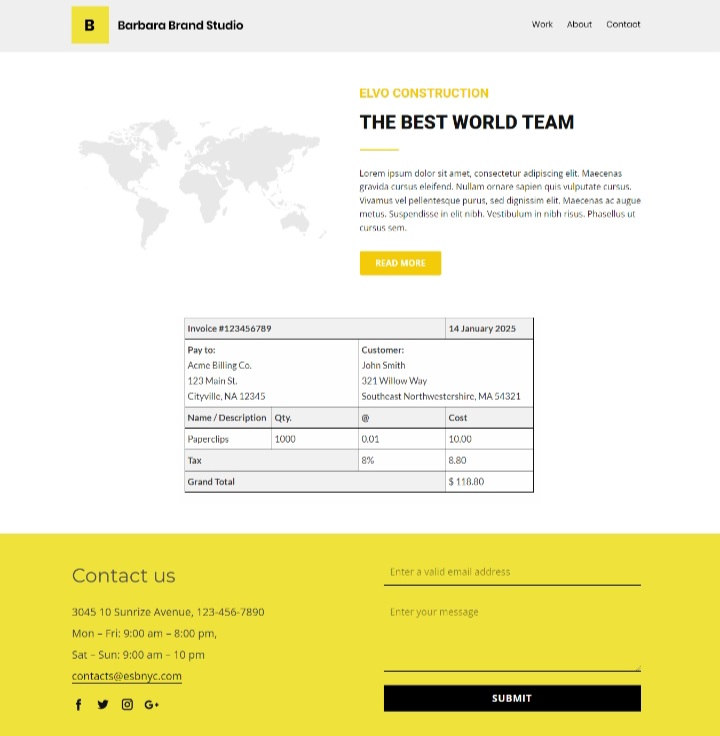 B
Barbara Brand Studio
Work About Contact
ELVO CONSTRUCTION
THE BEST WORLD TEAM
Lorem ipsum dolor sit amet, consectetur adipiscing elit. Maecenas
gravida cursus eleifend. Nullam ornare sapien quis vulputate cursus.
Vivamus vel pellentesque purus, sed dignissim elit. Maecenas ac augue
metus. Suspendisse in elit nibh. Vestibulum in nibh risus. Phasellus ut
cursus sem.
READ MORE
Invoice #123456789 14 January 2025
Pay to:
Acme Billing Co.
123 Main St.
Cityville, NA 12345
Customer:
John Smith
321 Willow Way
Southeast Northwestershire, MA 54321
Name / Description Qty. @ Cost
Paperclips 1000 0.01 10.00
Tax 8% 8.80
Grand Total $ 118.80
Contact us
3045 10 Sunrize Avenue, 123-456-7890
Mon – Fri: 9:00 am – 8:00 pm,
Sat – Sun: 9:00 am – 10 pm
contacts@esbnyc.com
G+
Enter a valid email address
Enter your message
SUBMIT